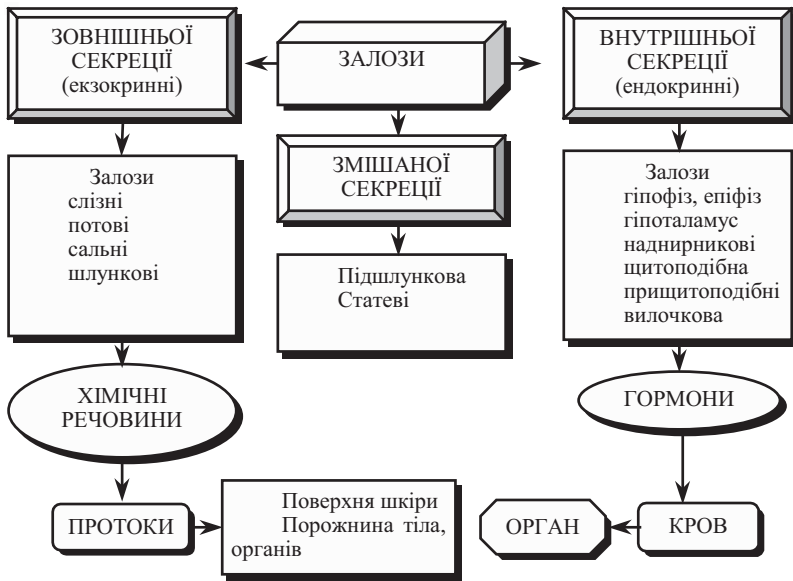 ЗОВНІШНЬОЇ
СЕКРЕЦІЇ
(екзокринні)
ЗАЛОЗИ
ВНУТРІШНЬОЇ
СЕКРЕЦІЇ
(ендокринні)
ЗМІШАНОЇ
СЕКРЕЦІЇ
Залози
слізні
потові
сальні
шлункові
Підшлункова
Статеві
Залози
гіпофіз, епіфіз
гіпоталамус
наднирникові
щитоподібна
прищитоподібні
вилочкова
ХІМІЧНІ
РЕЧОВИНИ
ГОРМОНИ
ПРОТОКИ
Поверхня шкіри
Порожнина тіла,
органів
ОРГАН
КРОВ